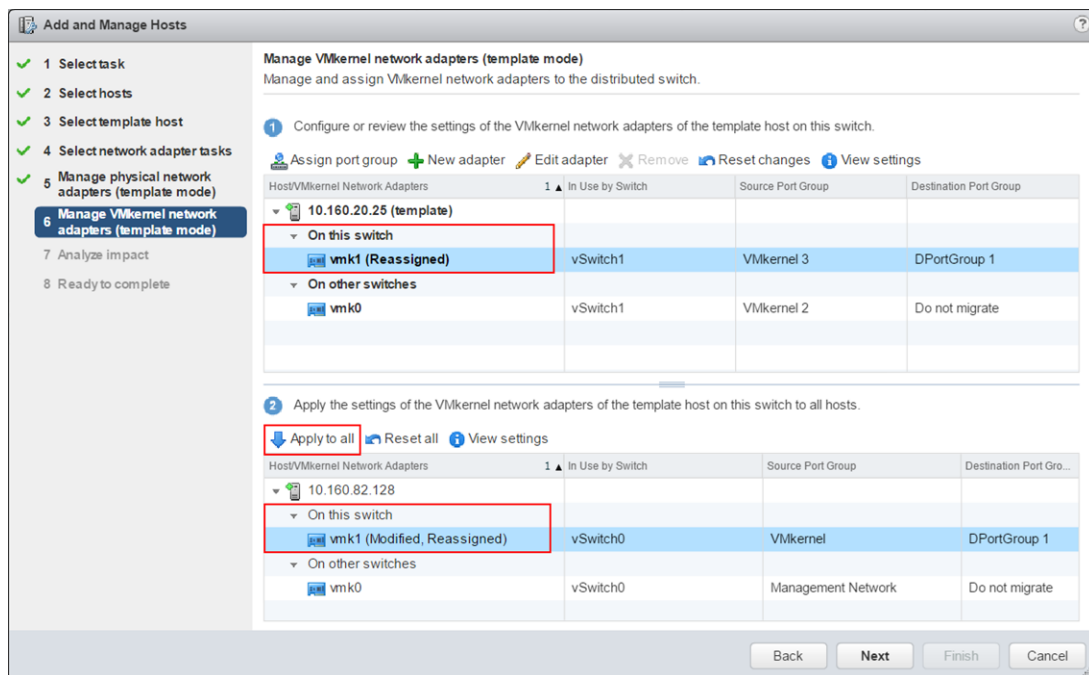 Add and Manage Hosts
?
1 Select task
2 Select hosts
3 Select template host
4 Select network adapter tasks
5 Manage physical network
adapters (template mode)
6 Manage VMkernel network
adapters (template mode)
7 Analyze impact
8 Ready to complete
Manage VMkernel network adapters (template mode)
Manage and assign VMkernel network adapters to the distributed switch.
1 Configure or review the settings of the VMkernel network adapters of the template host on this switch.
Assign port group New adapter Edit adapter Remove Reset changes View settings
Host/VMkernel Network Adapters 1 ▲ In Use by Switch Source Port Group Destination Port Group
10.160.20.25 (template)
On this switch
vmk1 (Reassigned) vSwitch1 VMkernel 3 DPortGroup 1
On other switches
vmk0 vSwitch1 VMkernel 2 Do not migrate
2 Apply the settings of the VMkernel network adapters of the template host on this switch to all hosts.
Apply to all Reset all View settings
Host/VMkernel Network Adapters 1 ▲ In Use by Switch Source Port Group Destination Port Gro...
10.160.82.128
On this switch
vmk1 (Modified, Reassigned) vSwitch0 VMkernel DPortGroup 1
On other switches
vmk0 vSwitch0 Management Network Do not migrate
Back Next Finish Cancel